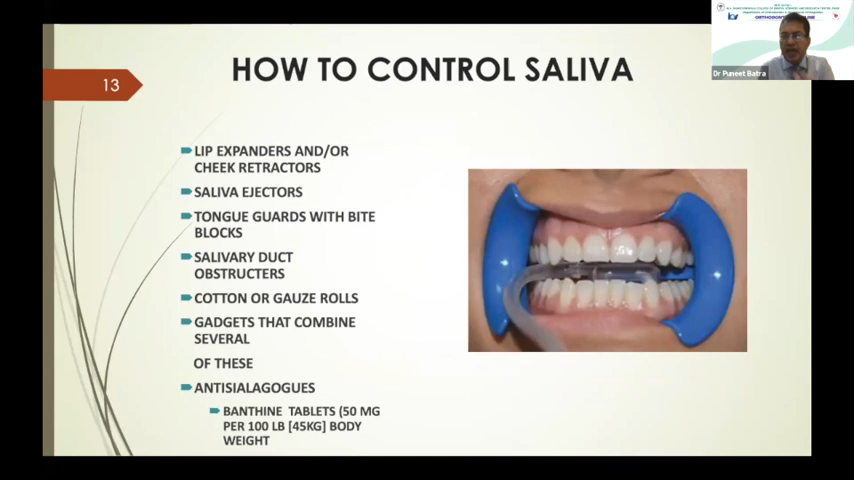 13
HOW TO CONTROL SALIVA
LIP EXPANDERS AND/OR
CHEEK RETRACTORS
SALIVA EJECTORS
TONGUE GUARDS WITH BITE
BLOCKS
SALIVARY DUCT
OBSTRUCTERS
COTTON OR GAUZE ROLLS
GADGETS THAT COMBINE
SEVERAL
OF THESE
ANTISIALAGOGUES
BANTHINE TABLETS (50 MG
PER 100 LB [45KG] BODY
WEIGHT
Dr Puneet Batra